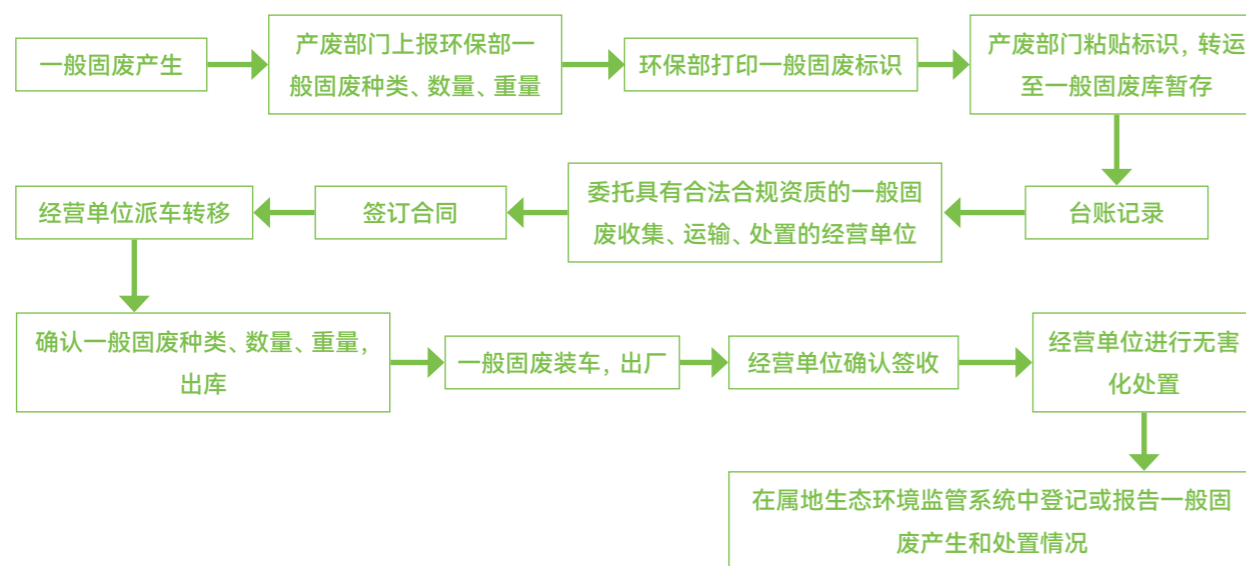 一般固废产生
产废部门上报环保部一
般固废种类、数量、重量
环保部打印一般固废标识
产废部门粘贴标识，转运
至一般固废库暂存
台账记录
委托具有合法合规资质的一般固
废收集、运输、处置的经营单位
签订合同
经营单位派车转移
确认一般固废种类、数量、重量，
出库
一般固废装车，出厂
经营单位确认签收
经营单位进行无害
化处置
在属地生态环境监管系统中登记或报告一般固
废产生和处置情况